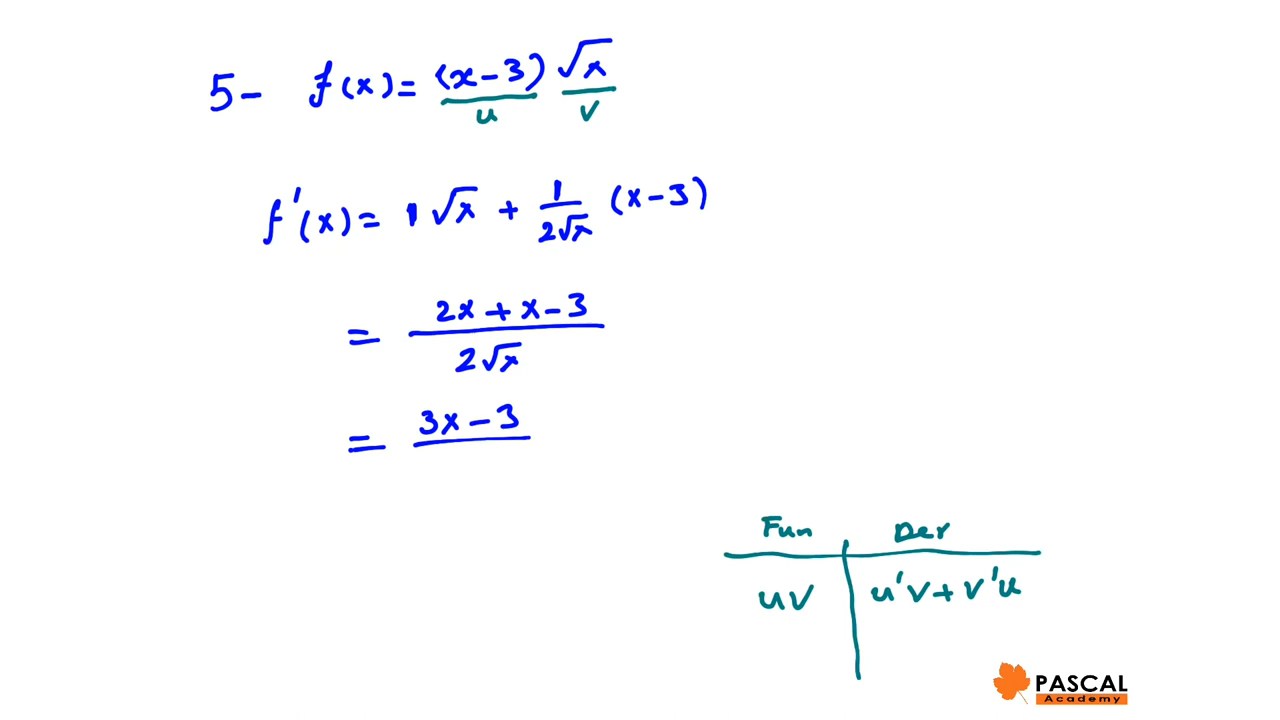 5- f(x) = (x-3) √x
u v
f'(x) = 1 √x + 1/(2√x) (x-3)
= (2x + x - 3)/(2√x)
= 3x - 3
Fun Der
uv u'v + v'u
PASCAL
Academy